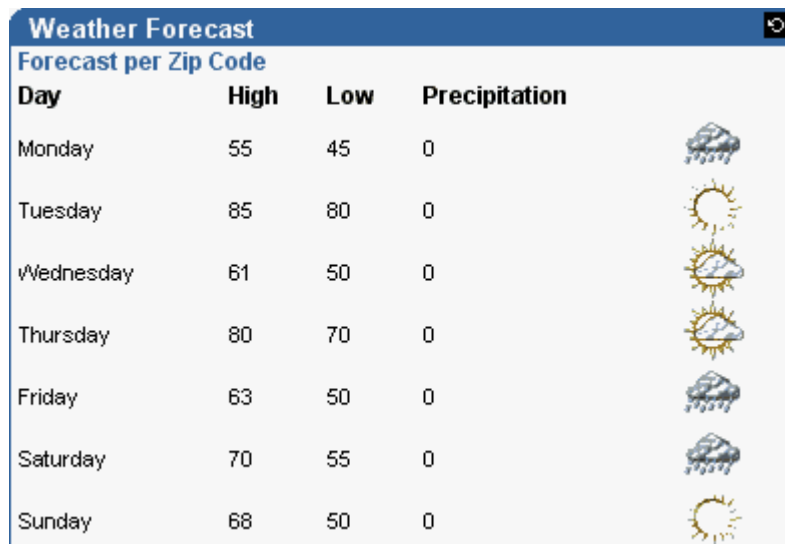 Weather Forecast
Forecast per Zip Code
Day High Low Precipitation
Monday 55 45 0
Tuesday 85 80 0
Wednesday 61 50 0
Thursday 80 70 0
Friday 63 50 0
Saturday 70 55 0
Sunday 68 50 0